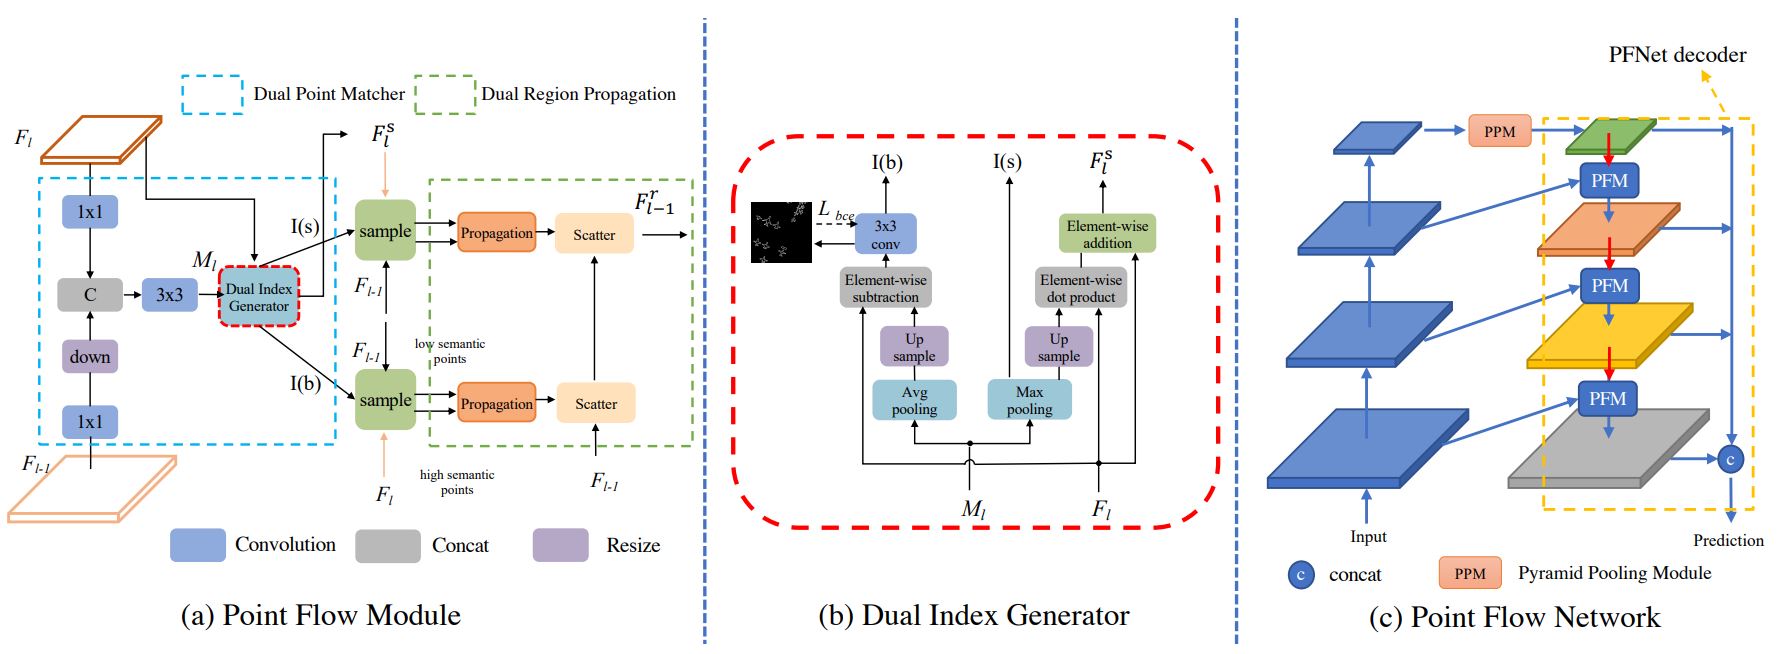 Dual Point Matcher
Dual Region Propagation
F_l
F_l^s
1x1
C
3x3
down
1x1
F_{l-1}
M_l
Dual Index
Generator
I(s)
I(b)
sample
F_{l-1}
F_{l-1}
sample
F_l
low semantic
points
high semantic
points
Propagation
Scatter
F_{l-1}^r
Propagation
Scatter
F_{l-1}
Convolution
Concat
Resize
(a) Point Flow Module
I(b)
I(s)
F_l^s
L_{bce}
3x3
conv
Element-wise
addition
Element-wise
subtraction
Element-wise
dot product
Up
sample
Up
sample
Avg
pooling
Max
pooling
M_l
F_l
(b) Dual Index Generator
PFNet decoder
PPM
PFM
PFM
PFM
c
Input
Prediction
c concat
PPM Pyramid Pooling Module
(c) Point Flow Network